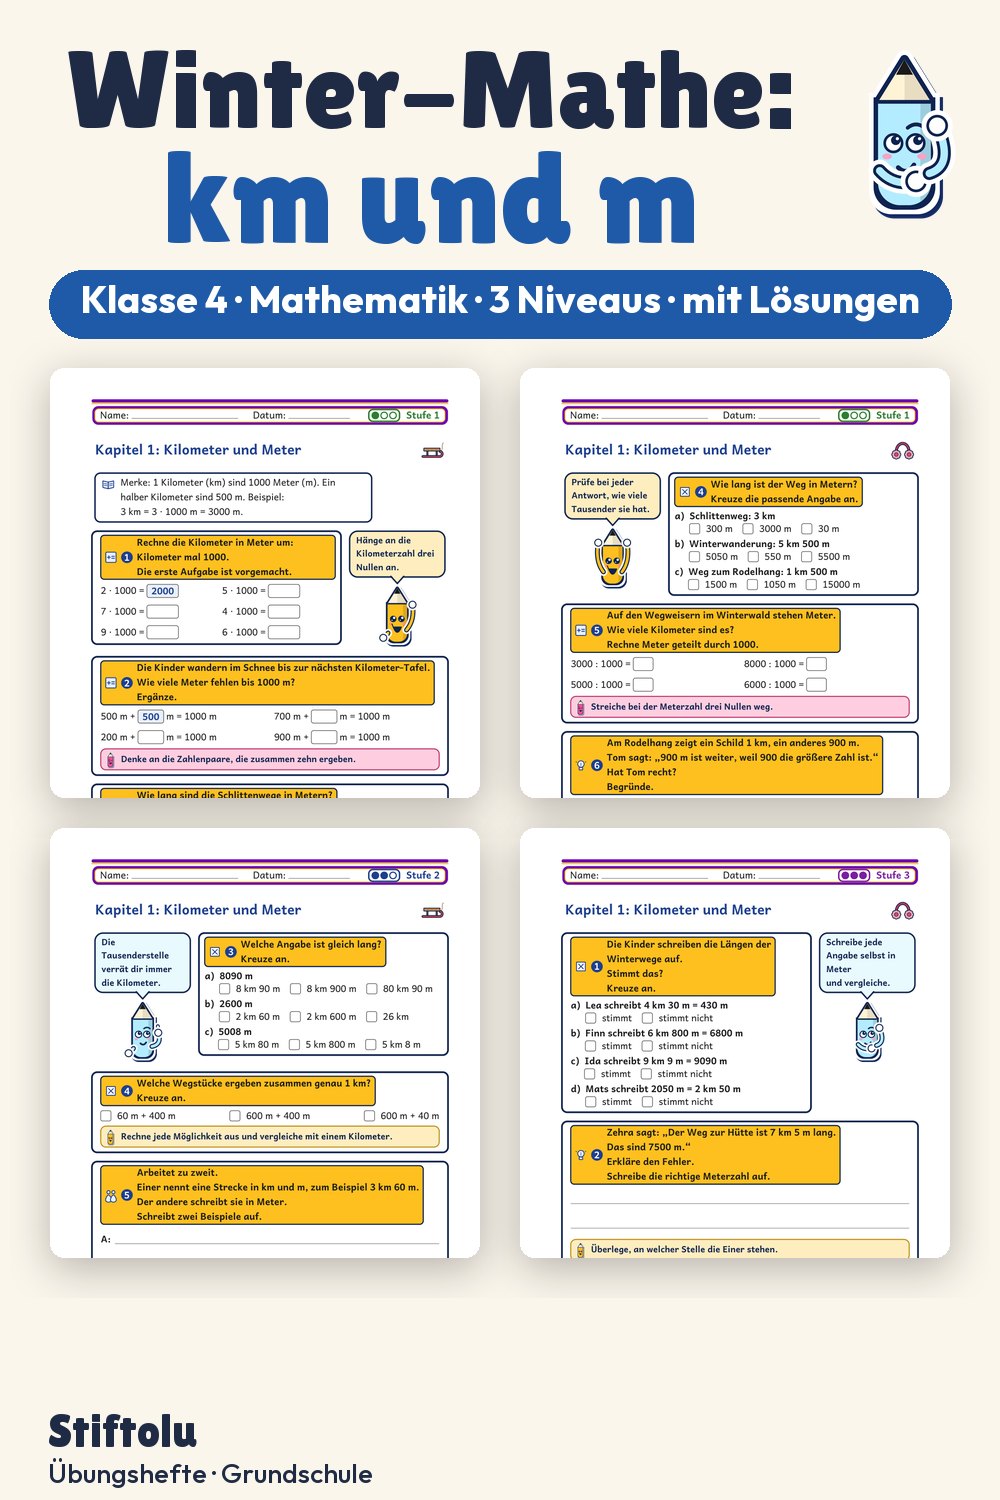 Winter-Mathe:
km und m
Klasse 4 · Mathematik · 3 Niveaus · mit Lösungen
Name: Datum: Stufe 1
Kapitel 1: Kilometer und Meter
Merke: 1 Kilometer (km) sind 1000 Meter (m). Ein
halber Kilometer sind 500 m. Beispiel:
3 km = 3 · 1000 m = 3000 m.
1 Rechne die Kilometer in Meter um:
Kilometer mal 1000.
Die erste Aufgabe ist vorgemacht.
2 · 1000 = 2000 5 · 1000 =
7 · 1000 = 4 · 1000 =
9 · 1000 = 6 · 1000 =
Hänge an die
Kilometerzahl drei
Nullen an.
Die Kinder wandern im Schnee bis zur nächsten Kilometer-Tafel.
2 Wie viele Meter fehlen bis 1000 m?
Ergänze.
500 m + 500 m = 1000 m 700 m + m = 1000 m
200 m + m = 1000 m 900 m + m = 1000 m
Denke an die Zahlenpaare, die zusammen zehn ergeben.
Wie lang sind die Schlittenwege in Metern?
Name: Datum: Stufe 1
Kapitel 1: Kilometer und Meter
Prüfe bei jeder
Antwort, wie viele
Tausender sie hat.
4 Wie lang ist der Weg in Metern?
Kreuze die passende Angabe an.
a) Schlittenweg: 3 km
300 m 3000 m 30 m
b) Winterwanderung: 5 km 500 m
5050 m 550 m 5500 m
c) Weg zum Rodelhang: 1 km 500 m
1500 m 1050 m 15000 m
Auf den Wegweisern im Winterwald stehen Meter.
5 Wie viele Kilometer sind es?
Rechne Meter geteilt durch 1000.
3000 : 1000 = 8000 : 1000 =
5000 : 1000 = 6000 : 1000 =
Streiche bei der Meterzahl drei Nullen weg.
Am Rodelhang zeigt ein Schild 1 km, ein anderes 900 m.
6 Tom sagt: „900 m ist weiter, weil 900 die größere Zahl ist.“
Hat Tom recht?
Begründe.
Name: Datum: Stufe 2
Kapitel 1: Kilometer und Meter
Die
Tausenderstelle
verrät dir immer
die Kilometer.
3 Welche Angabe ist gleich lang?
Kreuze an.
a) 8090 m
8 km 90 m 8 km 900 m 80 km 90 m
b) 2600 m
2 km 60 m 2 km 600 m 26 km
c) 5008 m
5 km 80 m 5 km 800 m 5 km 8 m
4 Welche Wegstücke ergeben zusammen genau 1 km?
Kreuze an.
60 m + 400 m 600 m + 400 m 600 m + 40 m
Rechne jede Möglichkeit aus und vergleiche mit einem Kilometer.
Arbeitet zu zweit.
5 Einer nennt eine Strecke in km und m, zum Beispiel 3 km 60 m.
Der andere schreibt sie in Meter.
Schreibt zwei Beispiele auf.
A:
Name: Datum: Stufe 3
Kapitel 1: Kilometer und Meter
Die Kinder schreiben die Längen der
1 Winterwege auf.
Stimmt das?
Kreuze an.
a) Lea schreibt 4 km 30 m = 430 m
stimmt stimmt nicht
b) Finn schreibt 6 km 800 m = 6800 m
stimmt stimmt nicht
c) Ida schreibt 9 km 9 m = 9090 m
stimmt stimmt nicht
d) Mats schreibt 2050 m = 2 km 50 m
stimmt stimmt nicht
Schreibe jede
Angabe selbst in
Meter
und vergleiche.
Zehra sagt: „Der Weg zur Hütte ist 7 km 5 m lang.
2 Das sind 7500 m.“
Erkläre den Fehler.
Schreibe die richtige Meterzahl auf.
Überlege, an welcher Stelle die Einer stehen.
Stiftolu
Übungshefte · Grundschule